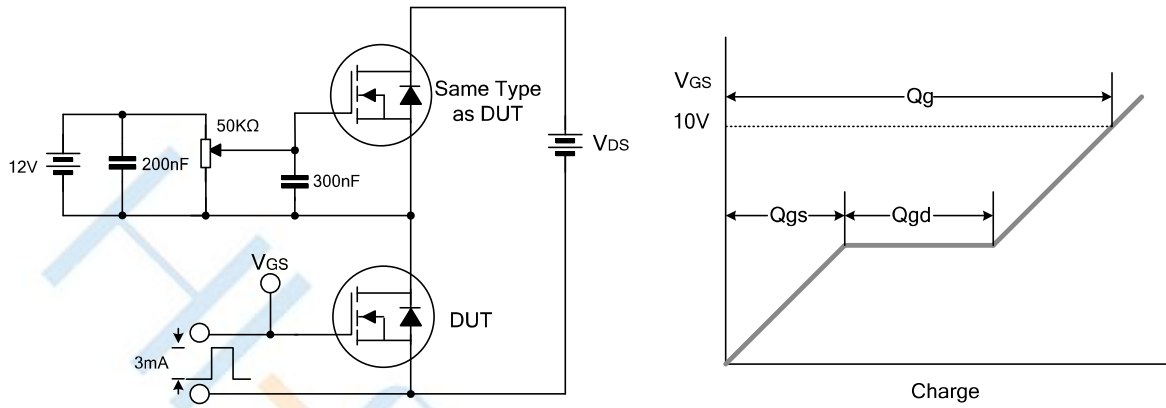 Same Type
as DUT
50KΩ
12V
200nF
300nF
VDS
VGS
DUT
3mA
VGS
10V
Qg
Qgs
Qgd
Charge